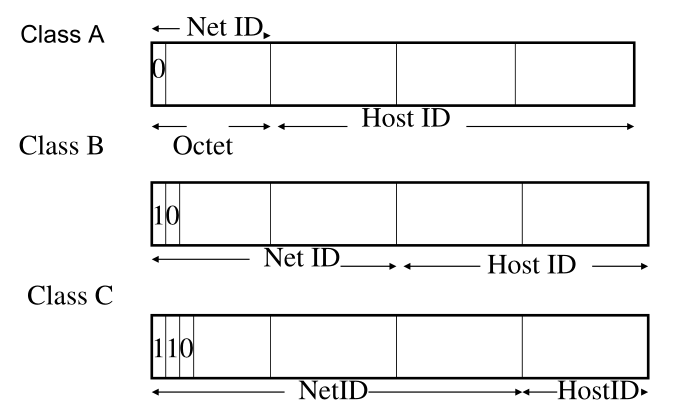 Class A
Net ID
0
Host ID
Class B
Octet
10
Net ID
Host ID
Class C
110
NetID
HostID